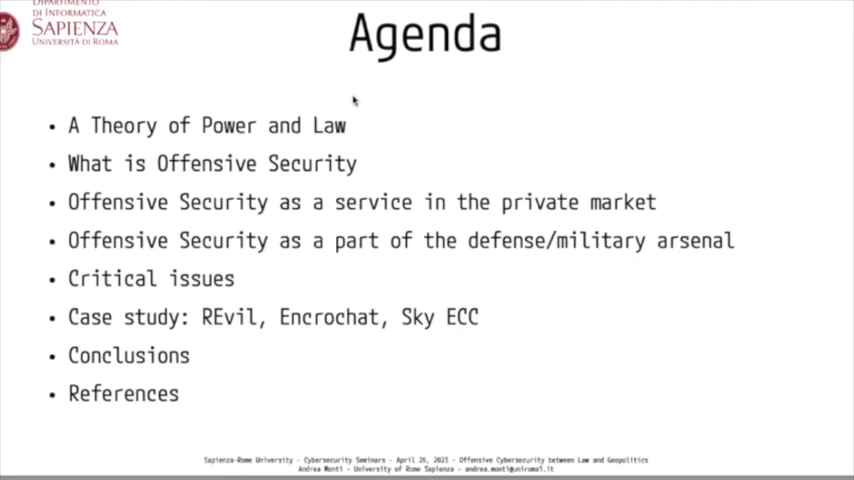 DIPARTIMENTO
DI INFORMATICA
SAPIENZA
UNIVERSITÀ DI ROMA
Agenda
• A Theory of Power and Law
• What is Offensive Security
• Offensive Security as a service in the private market
• Offensive Security as a part of the defense/military arsenal
• Critical issues
• Case study: REvil, Encrochat, Sky ECC
• Conclusions
• References
Sapienza-Rome University - Cybersecurity Seminars - April 26, 2023 - Offensive Cybersecurity between Law and Geopolitics
Andrea Monti - University of Rome Sapienza - andrea.monti@uniroma1.it